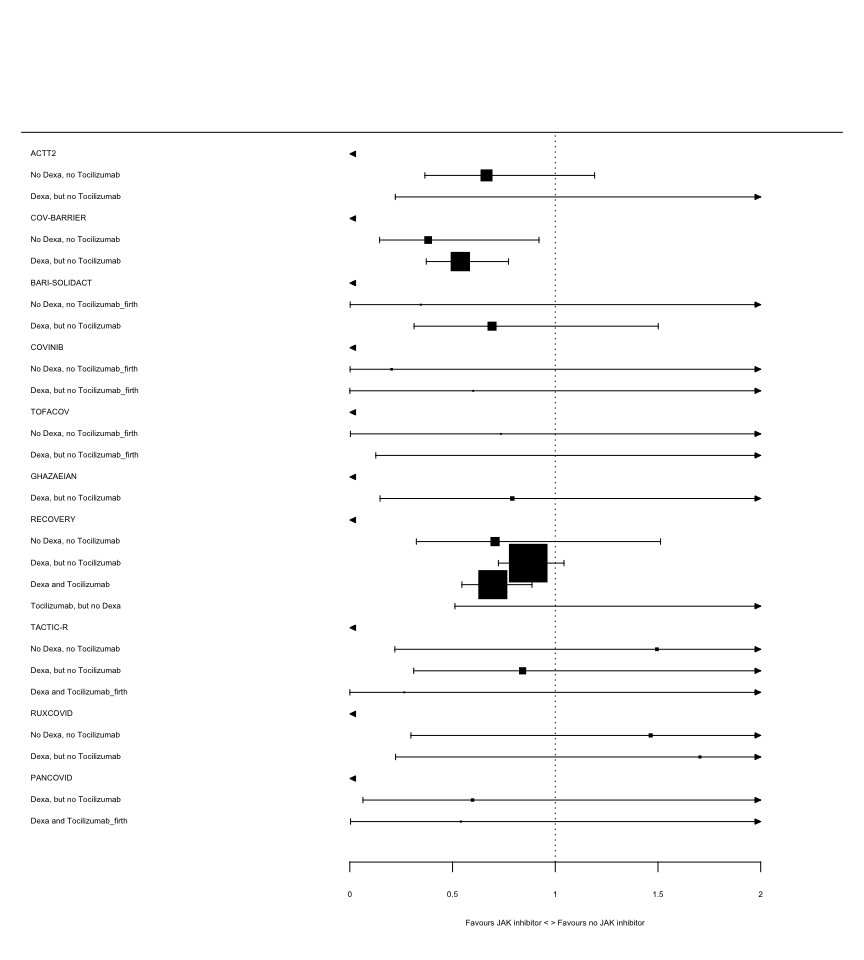 ACTT2
No Dexa, no Tocilizumab
Dexa, but no Tocilizumab
COV-BARRIER
No Dexa, no Tocilizumab
Dexa, but no Tocilizumab
BARI-SOLIDACT
No Dexa, no Tocilizumab_firth
Dexa, but no Tocilizumab
COVINIB
No Dexa, no Tocilizumab_firth
Dexa, but no Tocilizumab_firth
TOFACOV
No Dexa, no Tocilizumab_firth
Dexa, but no Tocilizumab_firth
GHAZAEIAN
Dexa, but no Tocilizumab
RECOVERY
No Dexa, no Tocilizumab
Dexa, but no Tocilizumab
Dexa and Tocilizumab
Tocilizumab, but no Dexa
TACTIC-R
No Dexa, no Tocilizumab
Dexa, but no Tocilizumab
Dexa and Tocilizumab_firth
RUXCOVID
No Dexa, no Tocilizumab
Dexa, but no Tocilizumab
PANCOVID
Dexa, but no Tocilizumab
Dexa and Tocilizumab_firth
0 0.5 1 1.5 2
Favours JAK inhibitor < > Favours no JAK inhibitor